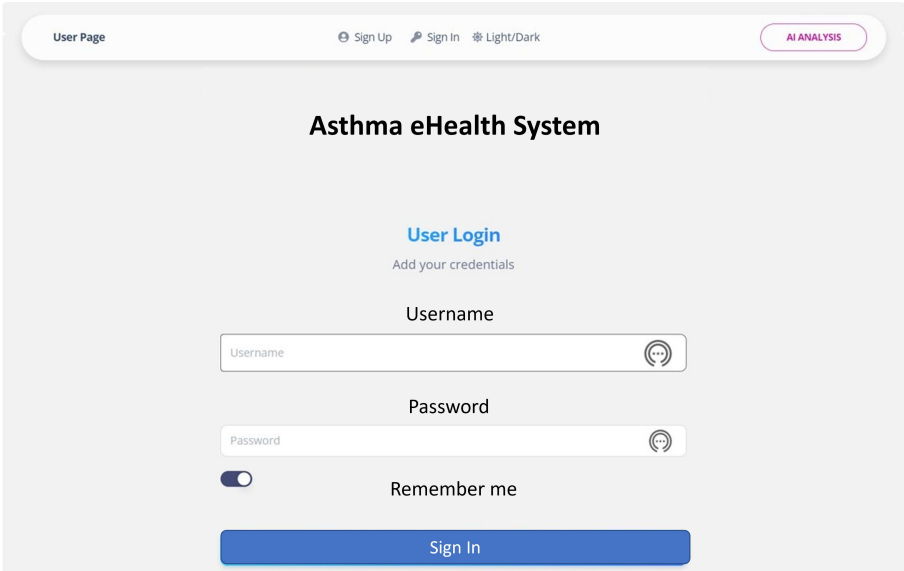 User Page Sign Up Sign In Light/Dark AI ANALYSIS
Asthma eHealth System
User Login
Add your credentials
Username
Username
Password
Password
Remember me
Sign In